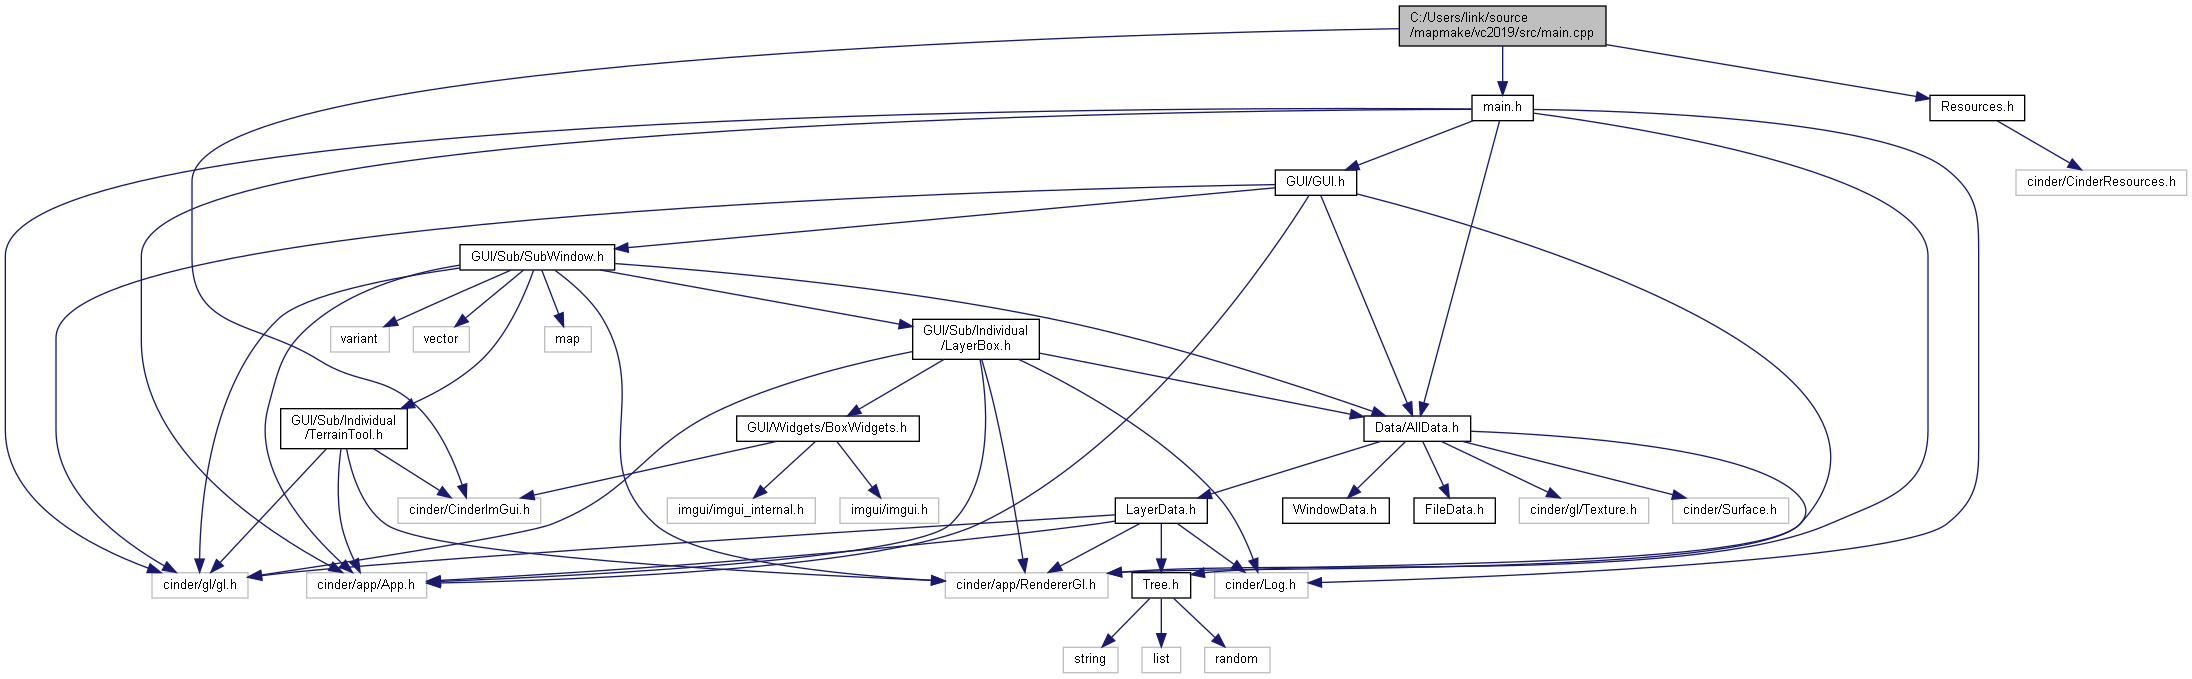 C:/Users/link/source
/mapmake/vc2019/src/main.cpp
main.h
Resources.h
GUI/GUI.h
cinder/CinderResources.h
GUI/Sub/SubWindow.h
variant
vector
map
GUI/Sub/Individual
/LayerBox.h
GUI/Sub/Individual
/TerrainTool.h
GUI/Widgets/BoxWidgets.h
Data/AllData.h
cinder/CinderImGui.h
imgui/imgui_internal.h
imgui/imgui.h
LayerData.h
WindowData.h
FileData.h
cinder/gl/Texture.h
cinder/Surface.h
cinder/gl/gl.h
cinder/app/App.h
cinder/app/RendererGl.h
Tree.h
cinder/Log.h
string
list
random